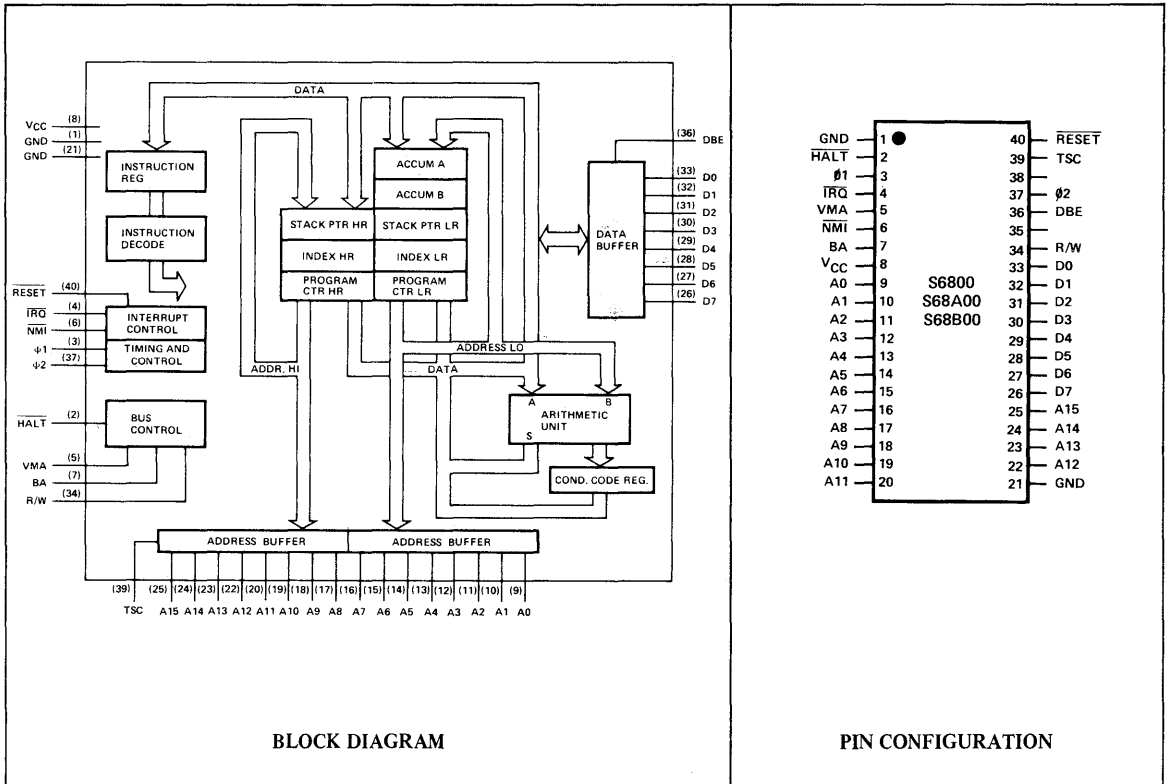 DATA
VCC (8)
GND (1)
GND (21)
INSTRUCTION
REG
INSTRUCTION
DECODE
RESET (40)
IRQ (4)
NMI (6)
ψ1 (3)
ψ2 (37)
INTERRUPT
CONTROL
TIMING AND
CONTROL
HALT (2)
BUS
CONTROL
VMA (5)
BA (7)
R/W (34)
ACCUM A
ACCUM B
STACK PTR HR
STACK PTR LR
INDEX HR
INDEX LR
PROGRAM
CTR HR
PROGRAM
CTR LR
ADDRESS LO
ADDR. HI
DATA
A B
ARITHMETIC
UNIT
S
COND. CODE REG.
DATA
BUFFER
(36) DBE
(33) D0
(32) D1
(31) D2
(30) D3
(29) D4
(28) D5
(27) D6
(26) D7
ADDRESS BUFFER ADDRESS BUFFER
(39) (25) (24) (23) (22) (20) (19) (18) (17) (16) (15) (14) (13) (12) (11) (10) (9)
TSC A15 A14 A13 A12 A11 A10 A9 A8 A7 A6 A5 A4 A3 A2 A1 A0
BLOCK DIAGRAM
GND 1 40 RESET
HALT 2 39 TSC
ø1 3 38
IRQ 4 37 ø2
VMA 5 36 DBE
NMI 6 35
BA 7 34 R/W
VCC 8 33 D0
A0 9 32 D1
A1 10 31 D2
A2 11 30 D3
A3 12 29 D4
A4 13 28 D5
A5 14 27 D6
A6 15 26 D7
A7 16 25 A15
A8 17 24 A14
A9 18 23 A13
A10 19 22 A12
A11 20 21 GND
S6800
S68A00
S68B00
PIN CONFIGURATION